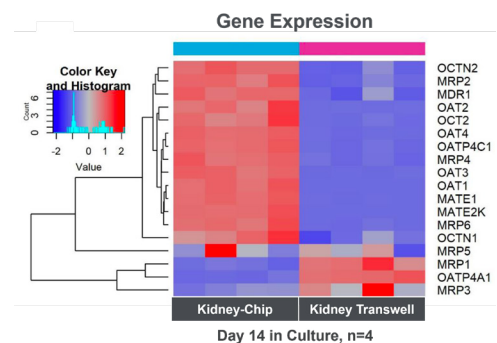 Gene Expression
Color Key
and Histogram
Count
0 3 6
-2 -1 0 1 2
Value
OCTN2
MRP2
MDR1
OAT2
OCT2
OAT4
OATP4C1
MRP4
OAT3
OAT1
MATE1
MATE2K
MRP6
OCTN1
MRP5
MRP1
OATP4A1
MRP3
Kidney-Chip
Kidney Transwell
Day 14 in Culture, n=4